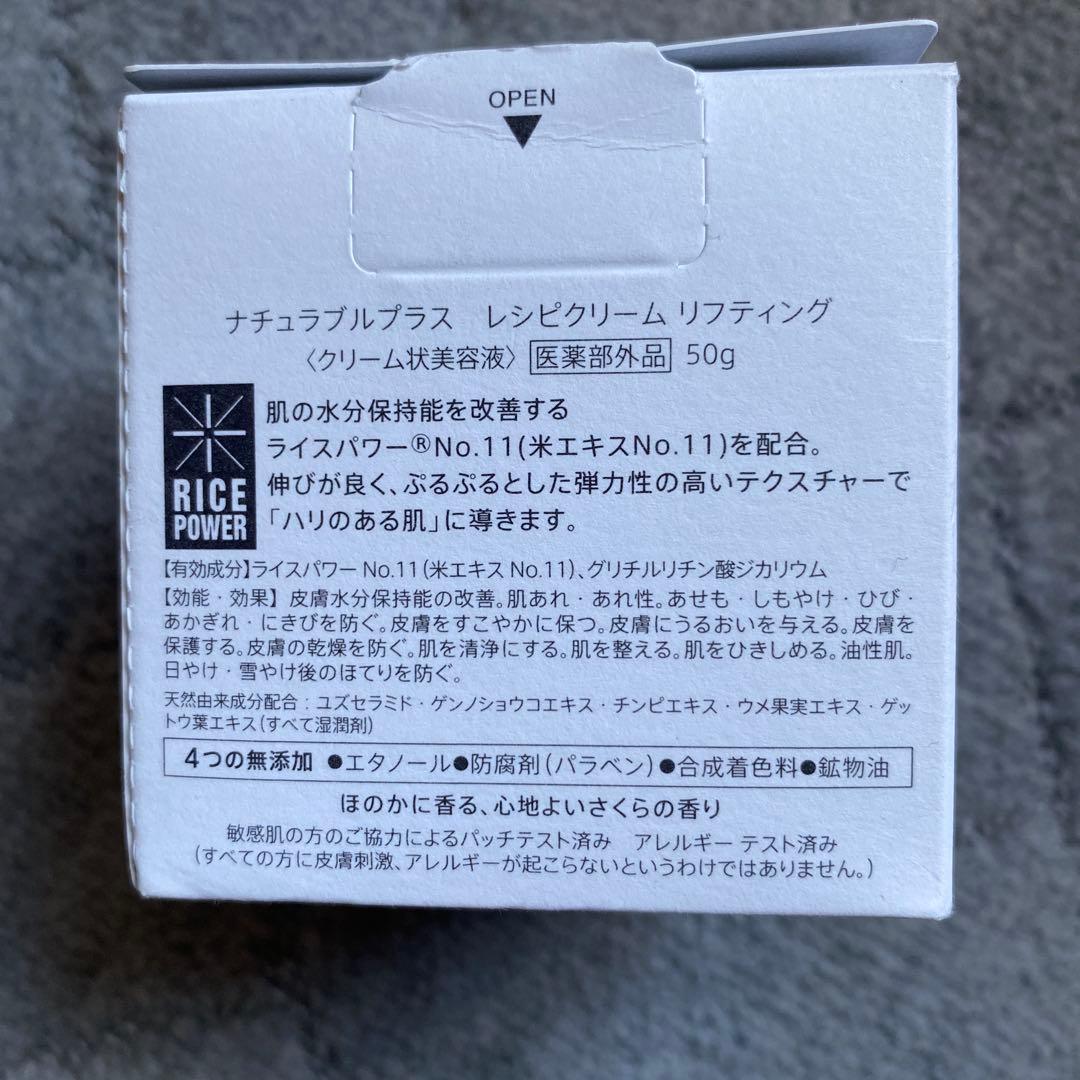 OPEN
ナチュラブルプラス　レシピクリーム リフティング
〈クリーム状美容液〉 医薬部外品 50g
RICE
POWER
肌の水分保持能を改善する
ライスパワー®No.11(米エキスNo.11)を配合。
伸びが良く、ぷるぷるとした弾力性の高いテクスチャーで
「ハリのある肌」に導きます。
【有効成分】ライスパワー No.11(米エキス No.11)、グリチルリチン酸ジカリウム
【効能・効果】 皮膚水分保持能の改善。肌あれ・あれ性。あせも・しもやけ・ひび・
あかぎれ・にきびを防ぐ。皮膚をすこやかに保つ。皮膚にうるおいを与える。皮膚を
保護する。皮膚の乾燥を防ぐ。肌を清浄にする。肌を整える。肌をひきしめる。油性肌。
日やけ・雪やけ後のほてりを防ぐ。
天然由来成分配合：ユズセラミド・ゲンノショウコエキス・チンピエキス・ウメ果実エキス・ゲッ
トウ葉エキス(すべて湿潤剤)
4つの無添加 ●エタノール●防腐剤(パラベン)●合成着色料●鉱物油
ほのかに香る、心地よいさくらの香り
敏感肌の方のご協力によるパッチテスト済み　アレルギー テスト済み
(すべての方に皮膚刺激、アレルギーが起こらないというわけではありません。)